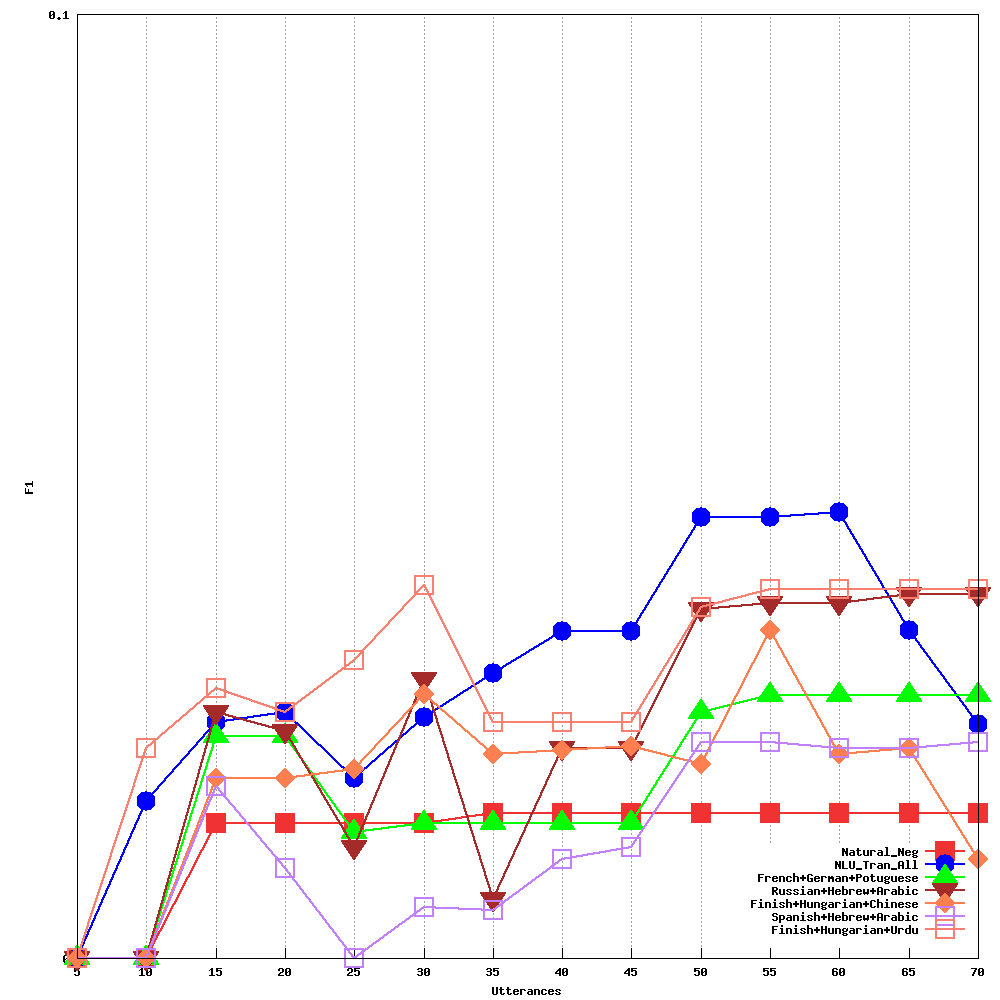 0.1
F1
0
5 10 15 20 25 30 35 40 45 50 55 60 65 70
Utterances
Natural_Neg
NLU_Tran_All
French+German+Potuguese
Russian+Hebrew+Arabic
Finish+Hungarian+Chinese
Spanish+Hebrew+Arabic
Finish+Hungarian+Urdu